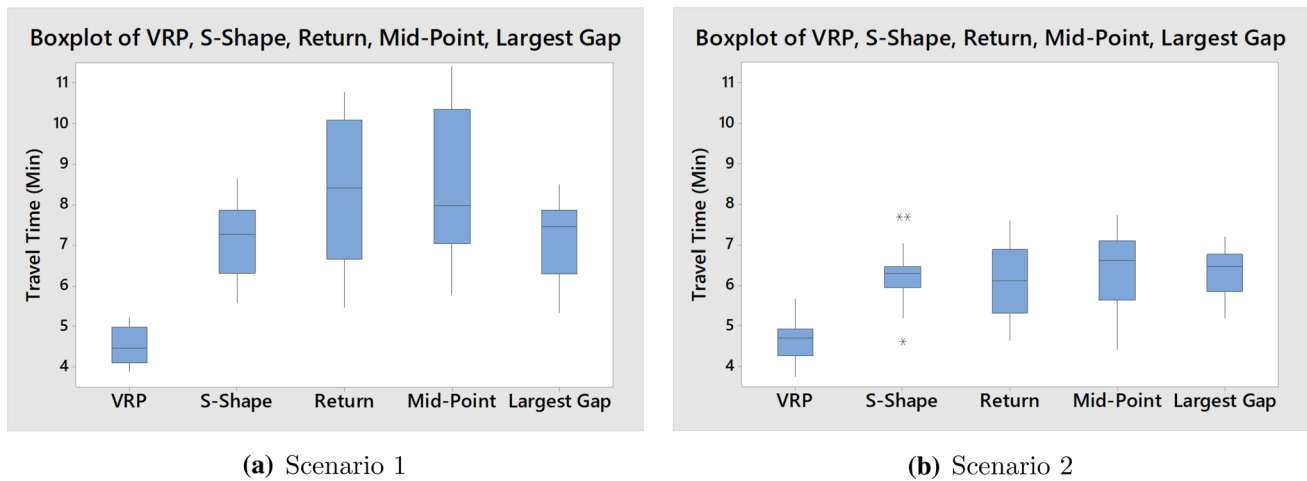 Boxplot of VRP, S-Shape, Return, Mid-Point, Largest Gap
11
10
9
8
7
6
5
4
Travel Time (Min)
VRP S-Shape Return Mid-Point Largest Gap
(a) Scenario 1
Boxplot of VRP, S-Shape, Return, Mid-Point, Largest Gap
11
10
9
8
7
6
5
4
Travel Time (Min)
VRP S-Shape Return Mid-Point Largest Gap
(b) Scenario 2